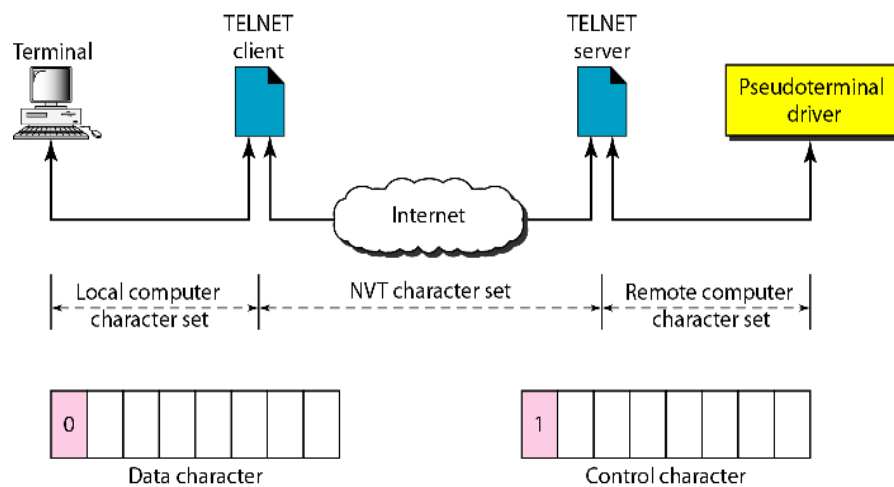 TELNET
client
TELNET
server
Terminal
Pseudoterminal
driver
Internet
Local computer
character set
NVT character set
Remote computer
character set
0
1
Data character
Control character